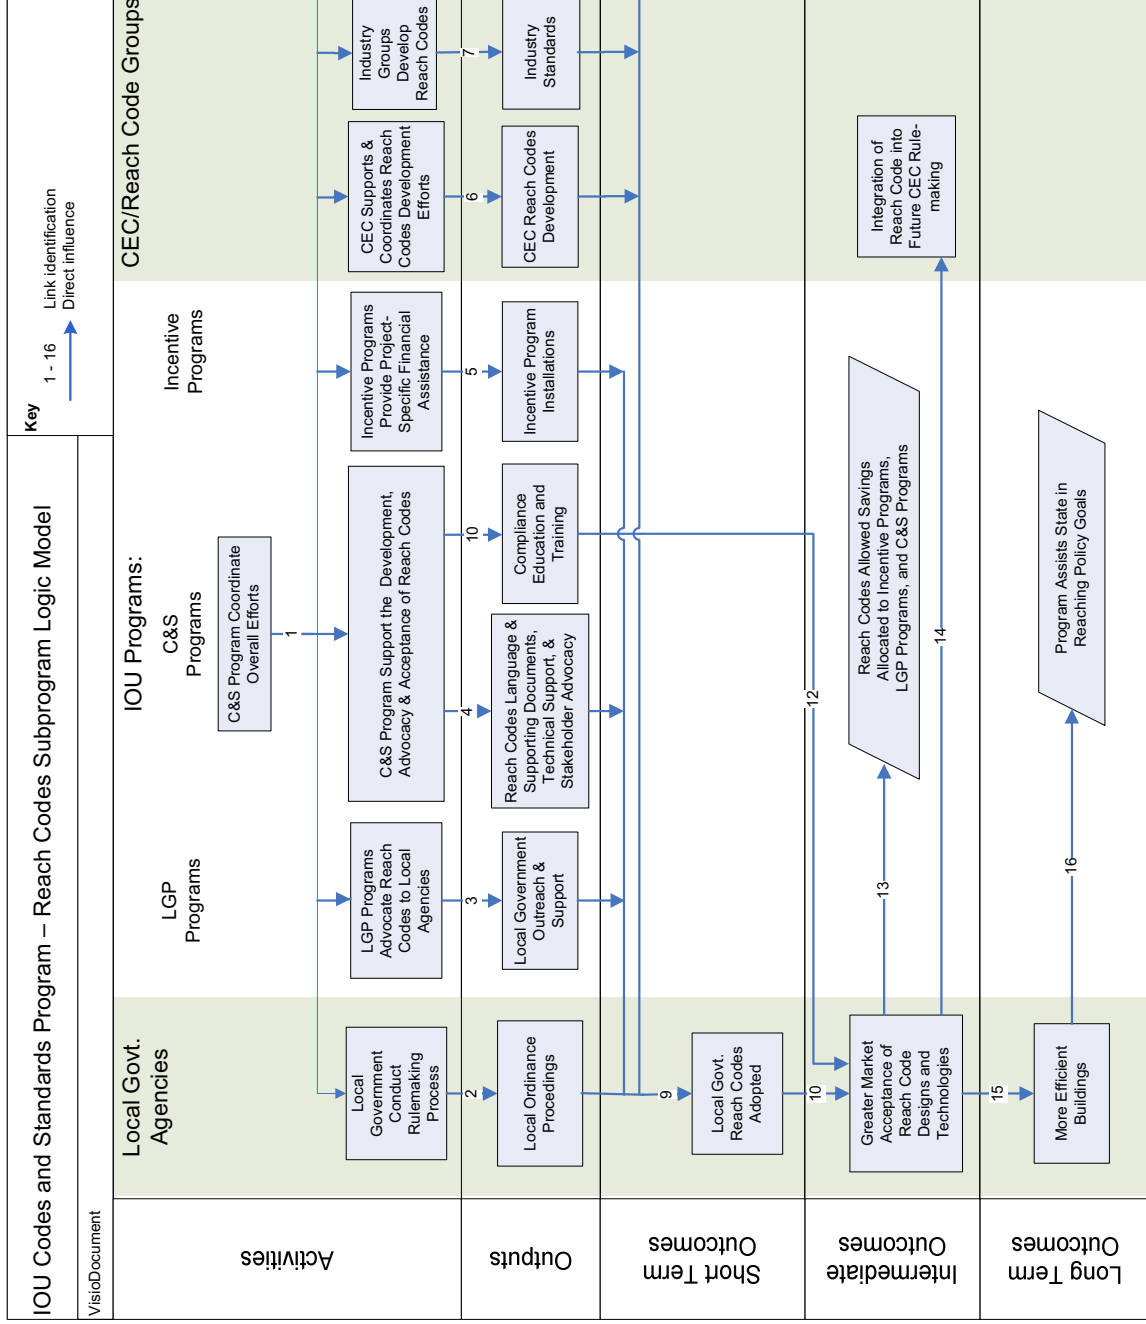 IOU Codes and Standards Program – Reach Codes Subprogram Logic Model
VisioDocument
Key
1 - 16
Link identification
Direct influence
Local Govt.
Agencies
IOU Programs:
LGP
Programs
C&S
Programs
Incentive
Programs
CEC/Reach Code Groups
Activities
C&S Program Coordinate
Overall Efforts
1
Local
Government
Conduct
Rulemaking
Process
LGP Programs
Advocate Reach
Codes to Local
Agencies
C&S Program Support the Development,
Advocacy & Acceptance of Reach Codes
Incentive Programs
Provide Project-
Specific Financial
Assistance
CEC Supports &
Coordinates Reach
Codes Development
Efforts
Industry
Groups
Develop
Reach Codes
2
3
4
10
5
6
7
Outputs
Local Ordinance
Procedings
Local Government
Outreach &
Support
Reach Codes Language &
Supporting Documents,
Technical Support, &
Stakeholder Advocacy
Compliance
Education and
Training
Incentive Program
Installations
CEC Reach Codes
Development
Industry
Standards
Short Term
Outcomes
9
Local Govt.
Reach Codes
Adopted
10
12
Intermediate
Outcomes
Greater Market
Acceptance of
Reach Code
Designs and
Technologies
13
Reach Codes Allowed Savings
Allocated to Incentive Programs,
LGP Programs, and C&S Programs
14
Integration of
Reach Code into
Future CEC Rule-
making
15
Long Term
Outcomes
More Efficient
Buildings
16
Program Assists State in
Reaching Policy Goals